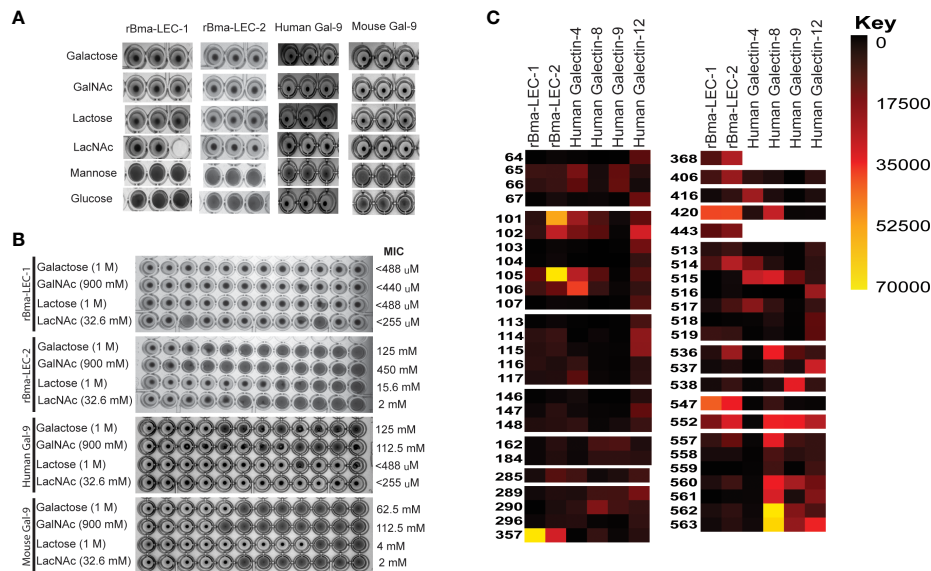 A
rBma-LEC-1 rBma-LEC-2 Human Gal-9 Mouse Gal-9
Galactose
GalNAc
Lactose
LacNAc
Mannose
Glucose
B
MIC
rBma-LEC-1
Galactose (1 M) <488 uM
GalNAc (900 mM) <440 uM
Lactose (1 M) <488 uM
LacNAc (32.6 mM) <255 uM
rBma-LEC-2
Galactose (1 M) 125 mM
GalNAc (900 mM) 450 mM
Lactose (1 M) 15.6 mM
LacNAc (32.6 mM) 2 mM
Human Gal-9
Galactose (1 M) 125 mM
GalNAc (900 mM) 112.5 mM
Lactose (1 M) <488 uM
LacNAc (32.6 mM) <255 uM
Mouse Gal-9
Galactose (1 M) 62.5 mM
GalNAc (900 mM) 112.5 mM
Lactose (1 M) 4 mM
LacNAc (32.6 mM) 2 mM
C
rBma-LEC-1
rBma-LEC-2
Human Galectin-4
Human Galectin-8
Human Galectin-9
Human Galectin-12
64
65
66
67
101
102
103
104
105
106
107
113
114
115
116
117
146
147
148
162
184
285
289
290
296
357
rBma-LEC-1
rBma-LEC-2
Human Galectin-4
Human Galectin-8
Human Galectin-9
Human Galectin-12
368
406
416
420
443
513
514
515
516
517
518
519
536
537
538
547
552
557
558
559
560
561
562
563
Key
0
17500
35000
52500
70000